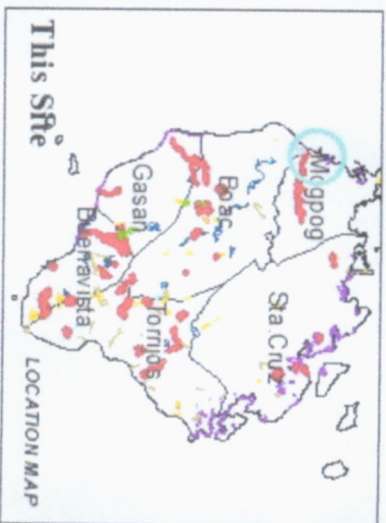 This Site
Mogpog
Boac
Gasan
Buenavista
Sta.Cruz
Torrijos
LOCATION MAP